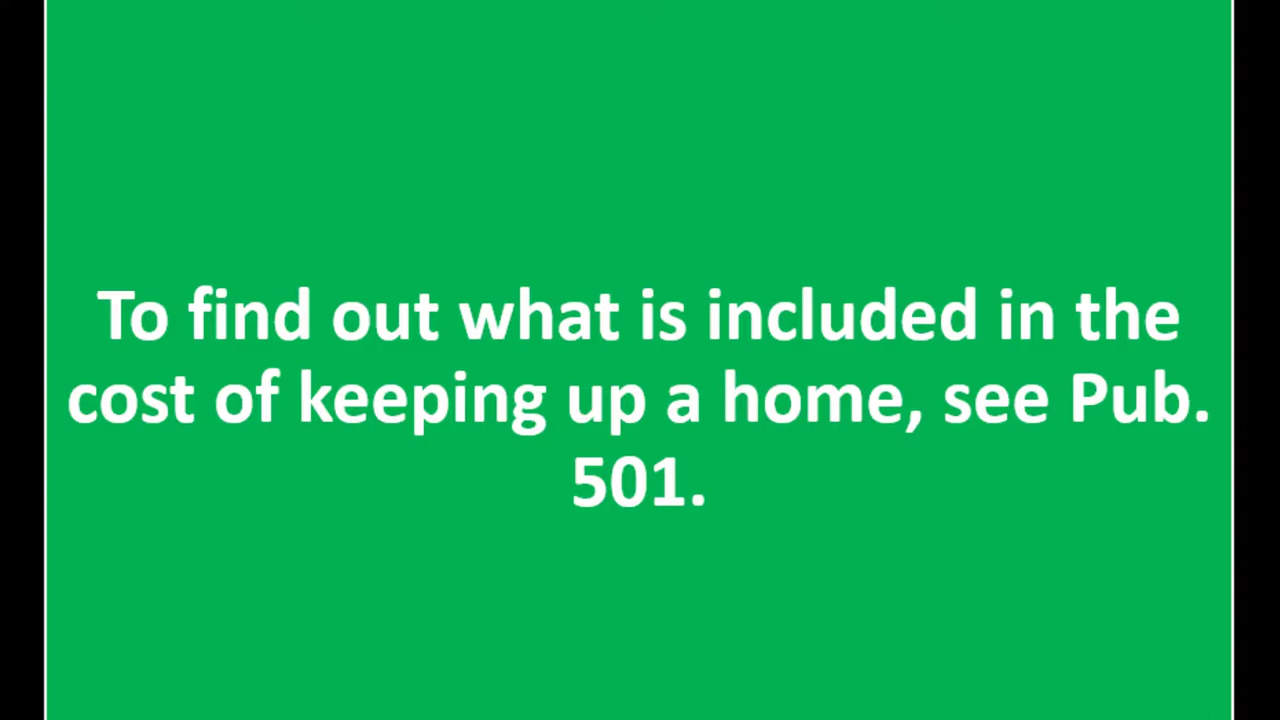 To find out what is included in the
cost of keeping up a home, see Pub.
501.